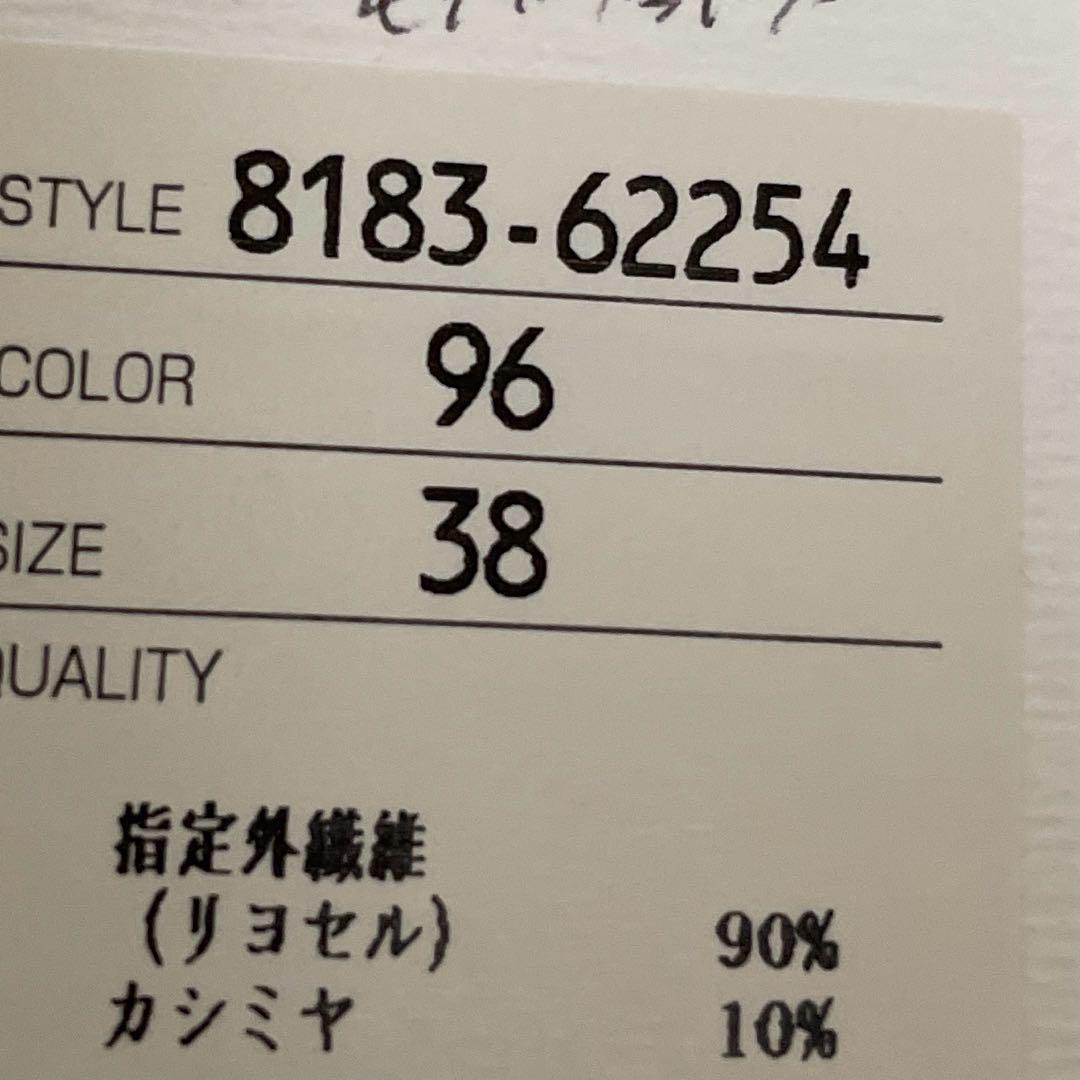 STYLE 8183-62254
COLOR 96
SIZE 38
QUALITY
指定外繊維
(リヨセル) 90%
カシミヤ 10%